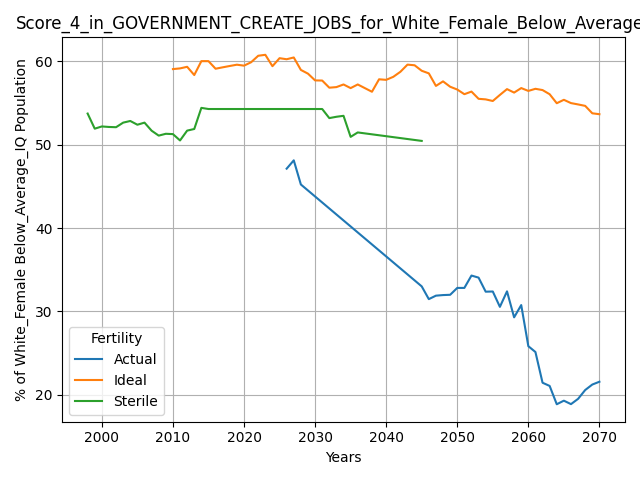 Score_4_in_GOVERNMENT_CREATE_JOBS_for_White_Female_Below_Average
% of White_Female Below_Average_IQ Population
60
50
40
30
20
Fertility
Actual
Ideal
Sterile
2000 2010 2020 2030 2040 2050 2060 2070
Years